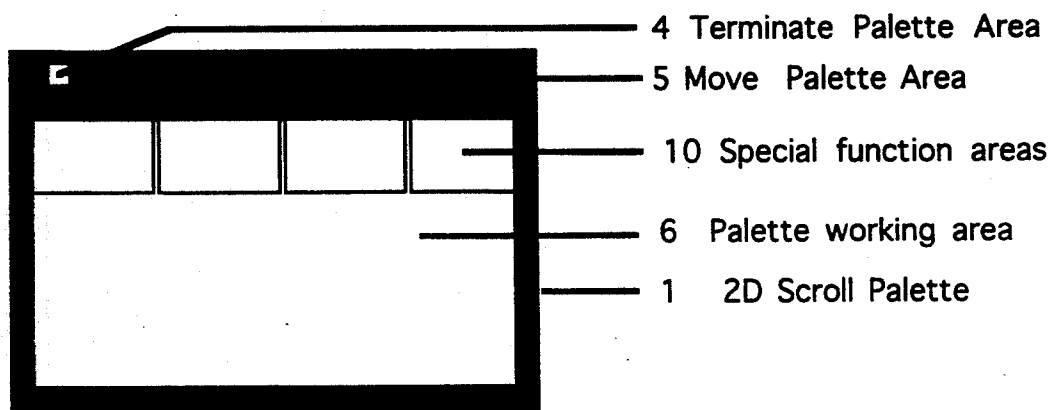 4 Terminate Palette Area
5 Move Palette Area
10 Special function areas
6 Palette working area
1 2D Scroll Palette